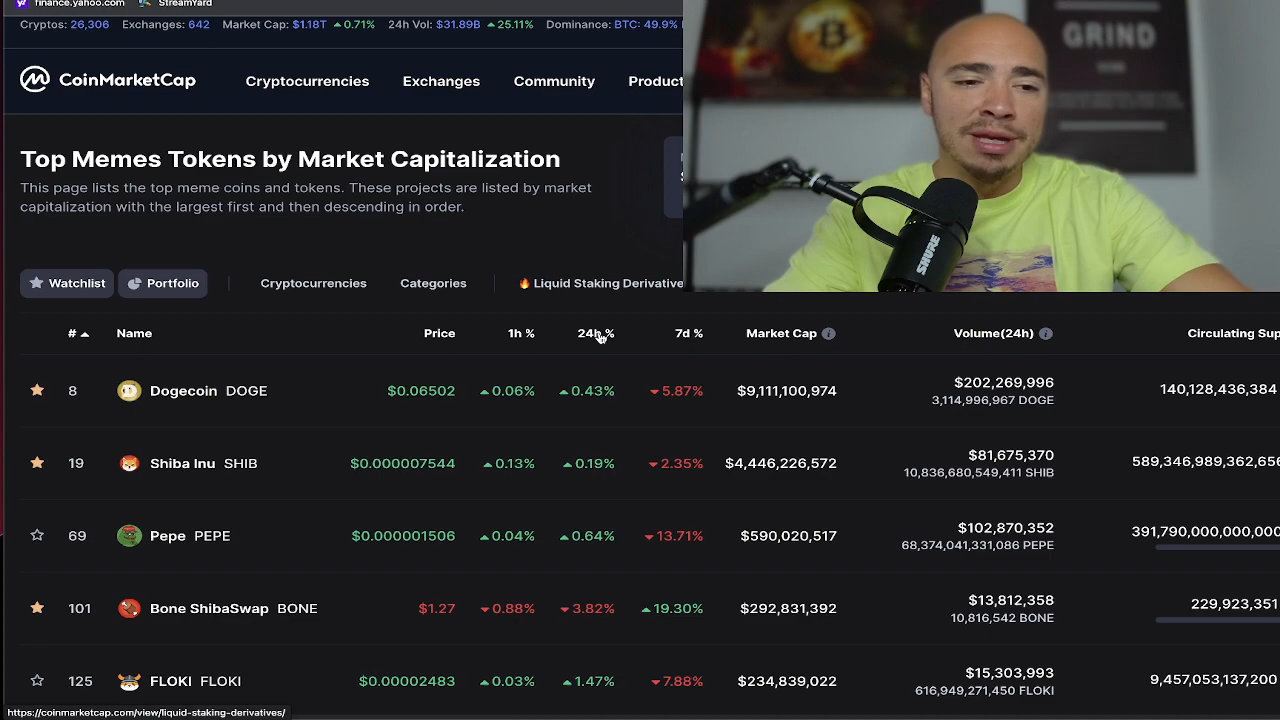 finance.yahoo.com StreamYard
Cryptos: 26,306 Exchanges: 642 Market Cap: $1.18T 0.71% 24h Vol: $31.89B 25.11% Dominance: BTC: 49.9%
CoinMarketCap Cryptocurrencies Exchanges Community Product
GRIND
SHURE
Top Memes Tokens by Market Capitalization
This page lists the top meme coins and tokens. These projects are listed by market
capitalization with the largest first and then descending in order.
Watchlist Portfolio Cryptocurrencies Categories Liquid Staking Derivative
# Name Price 1h % 24h % 7d % Market Cap Volume(24h) Circulating Sup
8 Dogecoin DOGE $0.06502 0.06% 0.43% 5.87% $9,111,100,974 $202,269,996 140,128,436,384
3,114,996,967 DOGE
19 Shiba Inu SHIB $0.000007544 0.13% 0.19% 2.35% $4,446,226,572 $81,675,370 589,346,989,362,656
10,836,680,549,411 SHIB
69 Pepe PEPE $0.000001506 0.04% 0.64% 13.71% $590,020,517 $102,870,352 391,790,000,000,000
68,374,041,331,086 PEPE
101 Bone ShibaSwap BONE $1.27 0.88% 3.82% 19.30% $292,831,392 $13,812,358 229,923,351
10,816,542 BONE
125 FLOKI FLOKI $0.00002483 0.03% 1.47% 7.88% $234,839,022 $15,303,993 9,457,053,137,200
616,949,271,450 FLOKI
https://coinmarketcap.com/view/liquid-staking-derivatives/